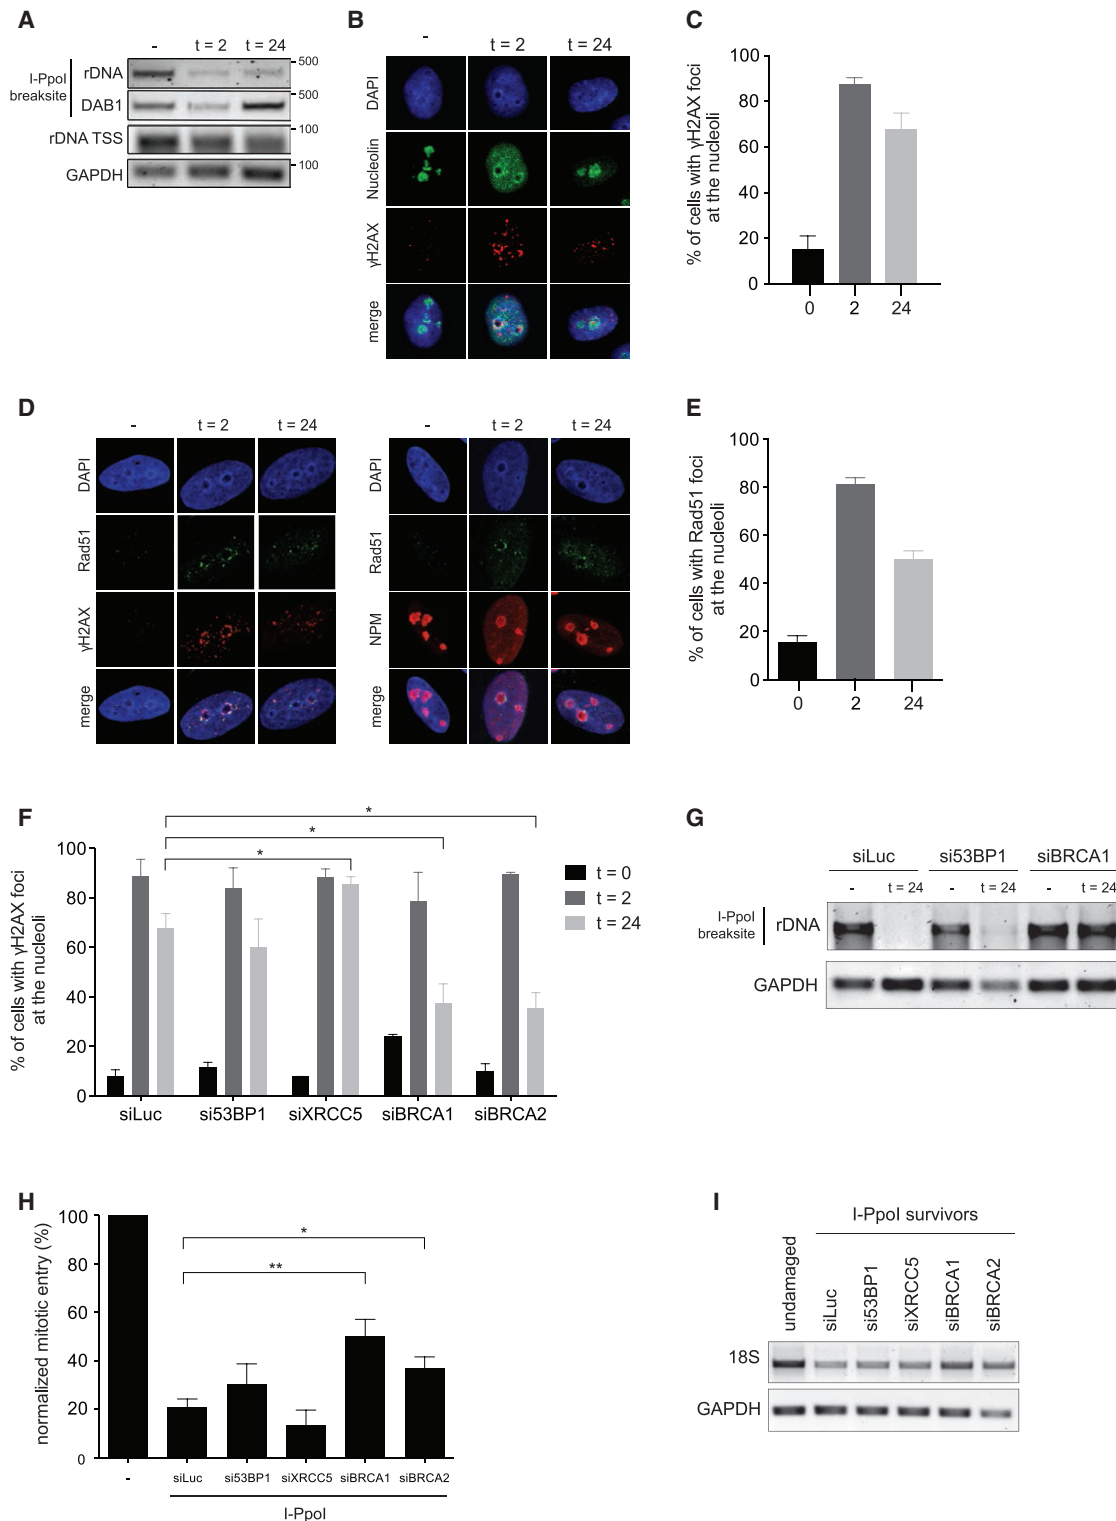 A
- t = 2 t = 24
I-PpoI
breaksite
rDNA
500
DAB1
500
rDNA TSS
100
GAPDH
100
B
- t = 2 t = 24
DAPI
Nucleolin
γH2AX
merge
C
% of cells with γH2AX foci
at the nucleoli
100
80
60
40
20
0
0 2 24
D
- t = 2 t = 24
DAPI
Rad51
γH2AX
merge
- t = 2 t = 24
DAPI
Rad51
NPM
merge
E
% of cells with Rad51 foci
at the nucleoli
100
80
60
40
20
0
0 2 24
F
% of cells with γH2AX foci
at the nucleoli
100
80
60
40
20
0
*
*
*
t = 0
t = 2
t = 24
siLuc si53BP1 siXRCC5 siBRCA1 siBRCA2
G
siLuc si53BP1 siBRCA1
- t = 24 - t = 24 - t = 24
I-PpoI
breaksite
rDNA
GAPDH
H
normalized mitotic entry (%)
100
80
60
40
20
0
*
**
- siLuc si53BP1 siXRCC5 siBRCA1 siBRCA2
I-PpoI
I
I-PpoI survivors
undamaged
siLuc
si53BP1
siXRCC5
siBRCA1
siBRCA2
18S
GAPDH